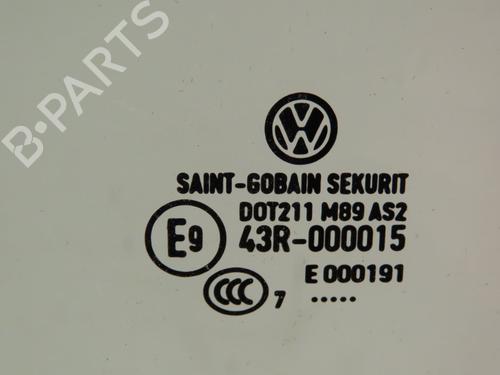 B-PARTS
SAINT-GOBAIN SEKURIT
DOT211 M89 AS2
E9 43R-000015
E 000191
CCC 7 .....